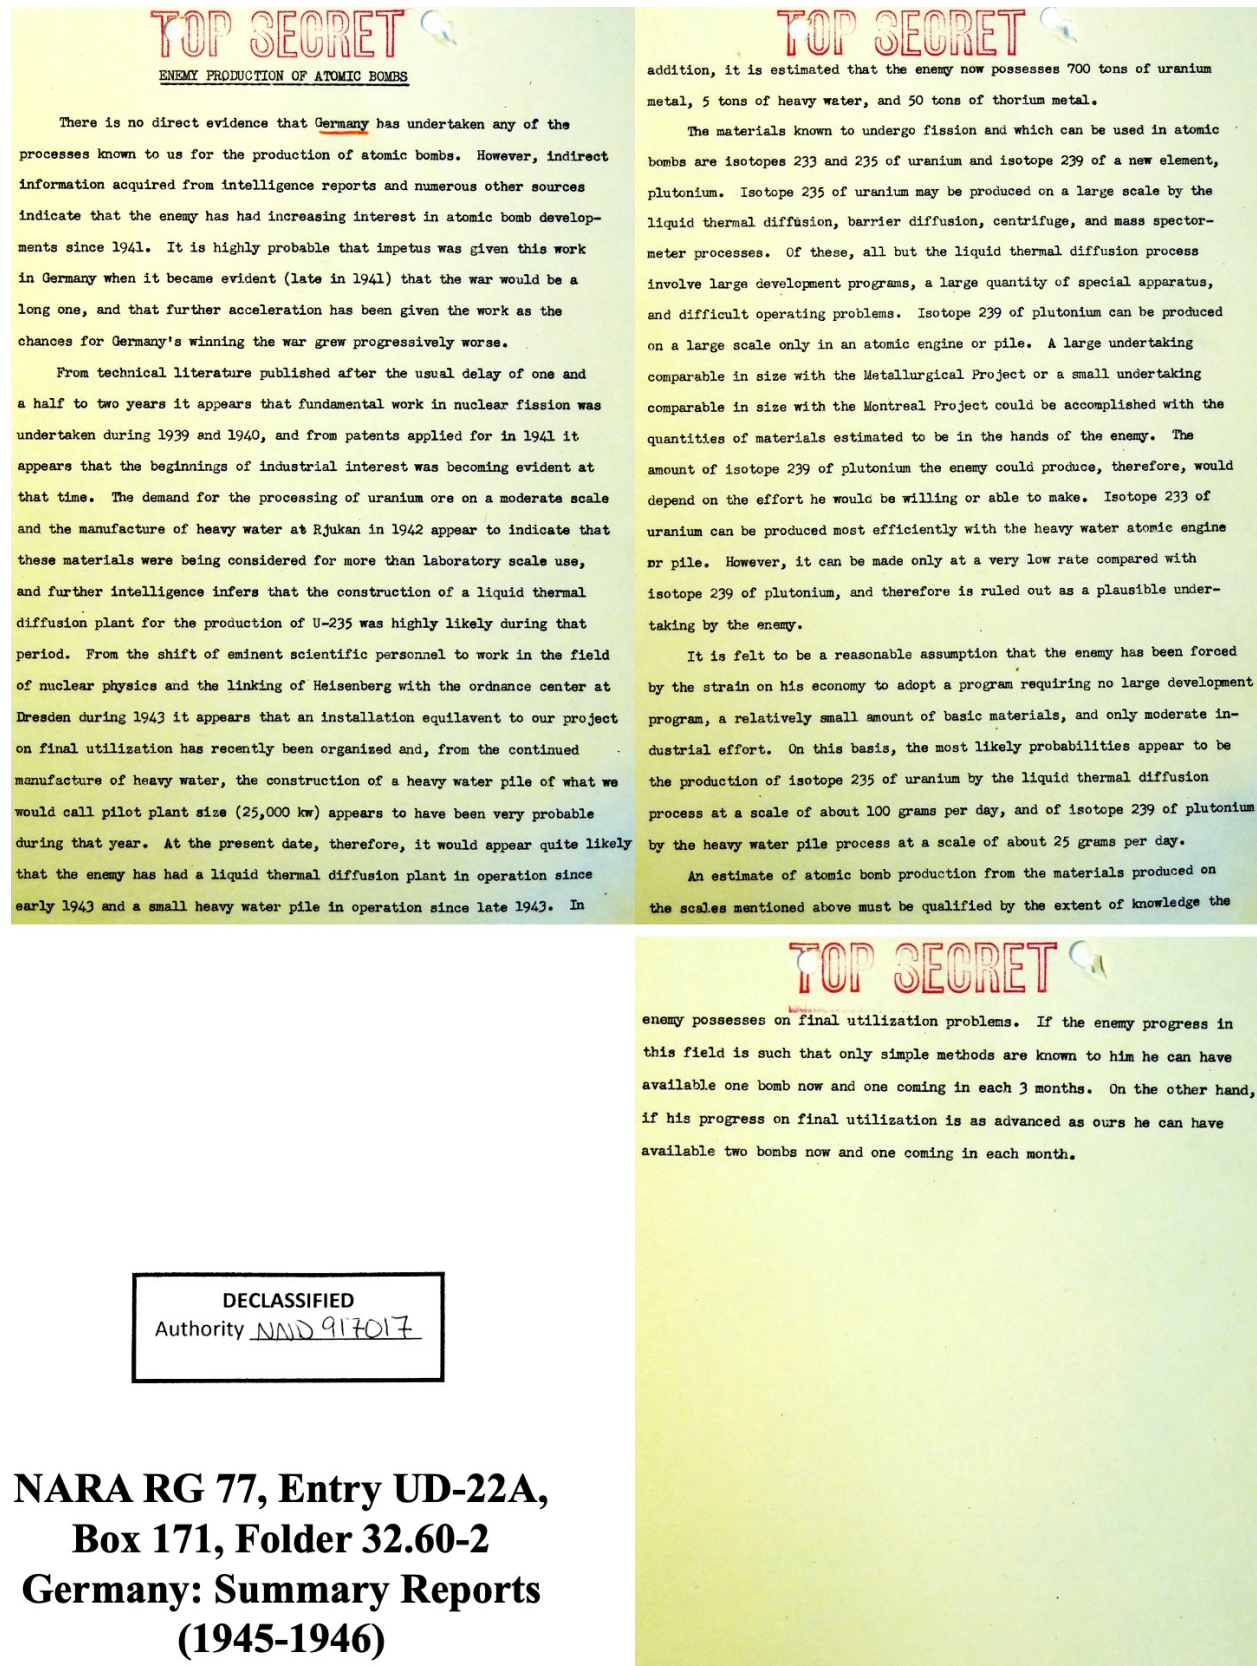 TOP SECRET
ENEMY PRODUCTION OF ATOMIC BOMBS
There is no direct evidence that Germany has undertaken any of the
processes known to us for the production of atomic bombs. However, indirect
information acquired from intelligence reports and numerous other sources
indicate that the enemy has had increasing interest in atomic bomb develop-
ments since 1941. It is highly probable that impetus was given this work
in Germany when it became evident (late in 1941) that the war would be a
long one, and that further acceleration has been given the work as the
chances for Germany's winning the war grew progressively worse.
From technical literature published after the usual delay of one and
a half to two years it appears that fundamental work in nuclear fission was
undertaken during 1939 and 1940, and from patents applied for in 1941 it
appears that the beginnings of industrial interest was becoming evident at
that time. The demand for the processing of uranium ore on a moderate scale
and the manufacture of heavy water at Rjukan in 1942 appear to indicate that
these materials were being considered for more than laboratory scale use,
and further intelligence infers that the construction of a liquid thermal
diffusion plant for the production of U-235 was highly likely during that
period. From the shift of eminent scientific personnel to work in the field
of nuclear physics and the linking of Heisenberg with the ordnance center at
Dresden during 1943 it appears that an installation equilavent to our project
on final utilization has recently been organized and, from the continued
manufacture of heavy water, the construction of a heavy water pile of what we
would call pilot plant size (25,000 kw) appears to have been very probable
during that year. At the present date, therefore, it would appear quite likely
that the enemy has had a liquid thermal diffusion plant in operation since
early 1943 and a small heavy water pile in operation since late 1943. In
TOP SECRET
addition, it is estimated that the enemy now possesses 700 tons of uranium
metal, 5 tons of heavy water, and 50 tons of thorium metal.
The materials known to undergo fission and which can be used in atomic
bombs are isotopes 233 and 235 of uranium and isotope 239 of a new element,
plutonium. Isotope 235 of uranium may be produced on a large scale by the
liquid thermal diffusion, barrier diffusion, centrifuge, and mass spector-
meter processes. Of these, all but the liquid thermal diffusion process
involve large development programs, a large quantity of special apparatus,
and difficult operating problems. Isotope 239 of plutonium can be produced
on a large scale only in an atomic engine or pile. A large undertaking
comparable in size with the Metallurgical Project or a small undertaking
comparable in size with the Montreal Project could be accomplished with the
quantities of materials estimated to be in the hands of the enemy. The
amount of isotope 239 of plutonium the enemy could produce, therefore, would
depend on the effort he would be willing or able to make. Isotope 233 of
uranium can be produced most efficiently with the heavy water atomic engine
or pile. However, it can be made only at a very low rate compared with
isotope 239 of plutonium, and therefore is ruled out as a plausible under-
taking by the enemy.
It is felt to be a reasonable assumption that the enemy has been forced
by the strain on his economy to adopt a program requiring no large development
program, a relatively small amount of basic materials, and only moderate in-
dustrial effort. On this basis, the most likely probabilities appear to be
the production of isotope 235 of uranium by the liquid thermal diffusion
process at a scale of about 100 grams per day, and of isotope 239 of plutonium
by the heavy water pile process at a scale of about 25 grams per day.
An estimate of atomic bomb production from the materials produced on
the scales mentioned above must be qualified by the extent of knowledge the
TOP SECRET
enemy possesses on final utilization problems. If the enemy progress in
this field is such that only simple methods are known to him he can have
available one bomb now and one coming in each 3 months. On the other hand,
if his progress on final utilization is as advanced as ours he can have
available two bombs now and one coming in each month.
DECLASSIFIED
Authority NND 917017
NARA RG 77, Entry UD-22A,
Box 171, Folder 32.60-2
Germany: Summary Reports
(1945-1946)